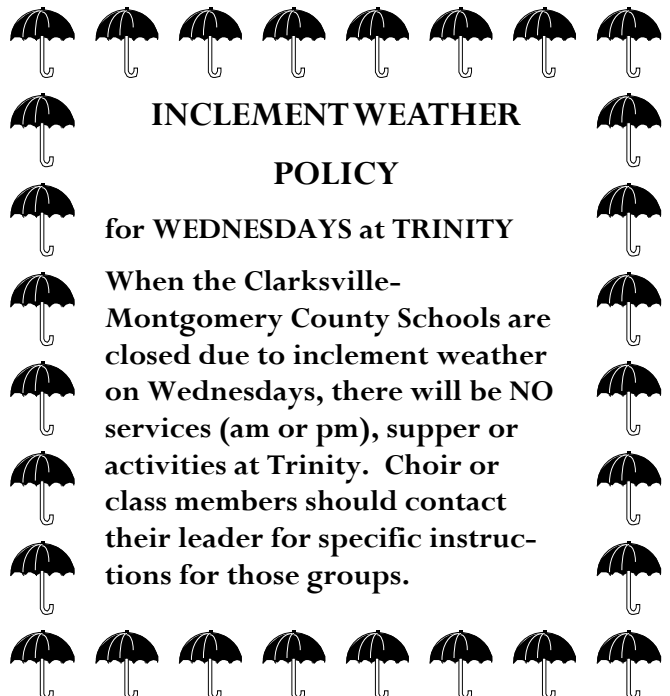 INCLEMENT WEATHER
POLICY
for WEDNESDAYS at TRINITY
When the Clarksville-
Montgomery County Schools are
closed due to inclement weather
on Wednesdays, there will be NO
services (am or pm), supper or
activities at Trinity.  Choir or
class members should contact
their leader for specific instruc-
tions for those groups.